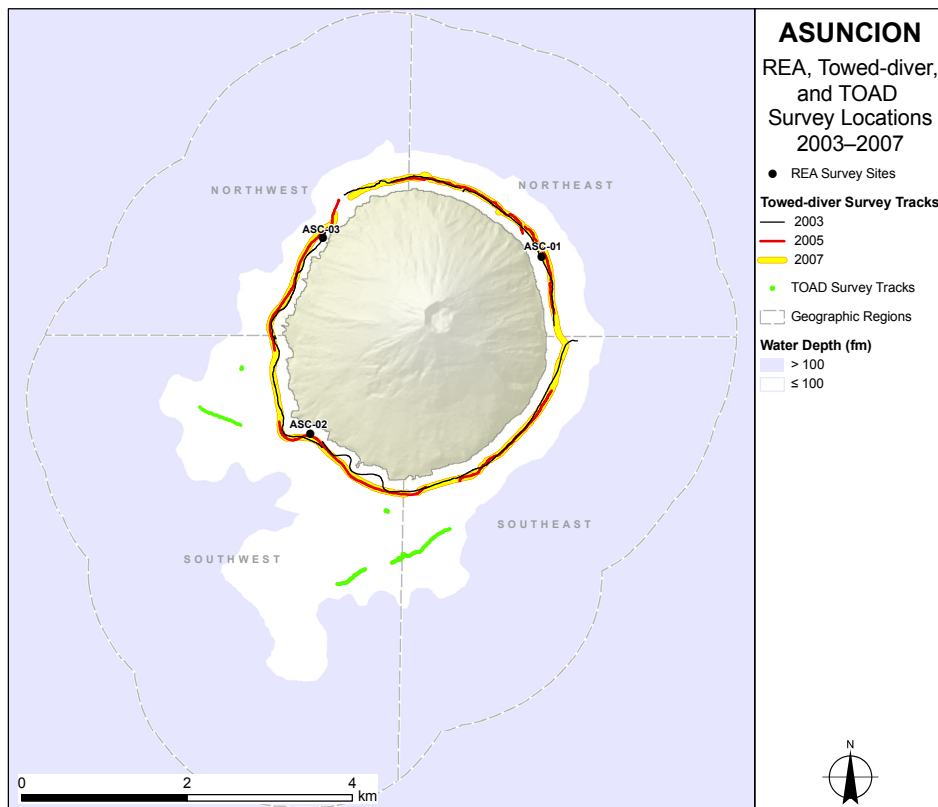 ASUNCION
REA, Towed-diver,
and TOAD
Survey Locations
2003–2007
REA Survey Sites
Towed-diver Survey Tracks
2003
2005
2007
TOAD Survey Tracks
Geographic Regions
Water Depth (fm)
> 100
≤ 100
N
NORTHWEST
NORTHEAST
ASC-03
ASC-01
ASC-02
SOUTHEAST
SOUTHWEST
0 2 4
km